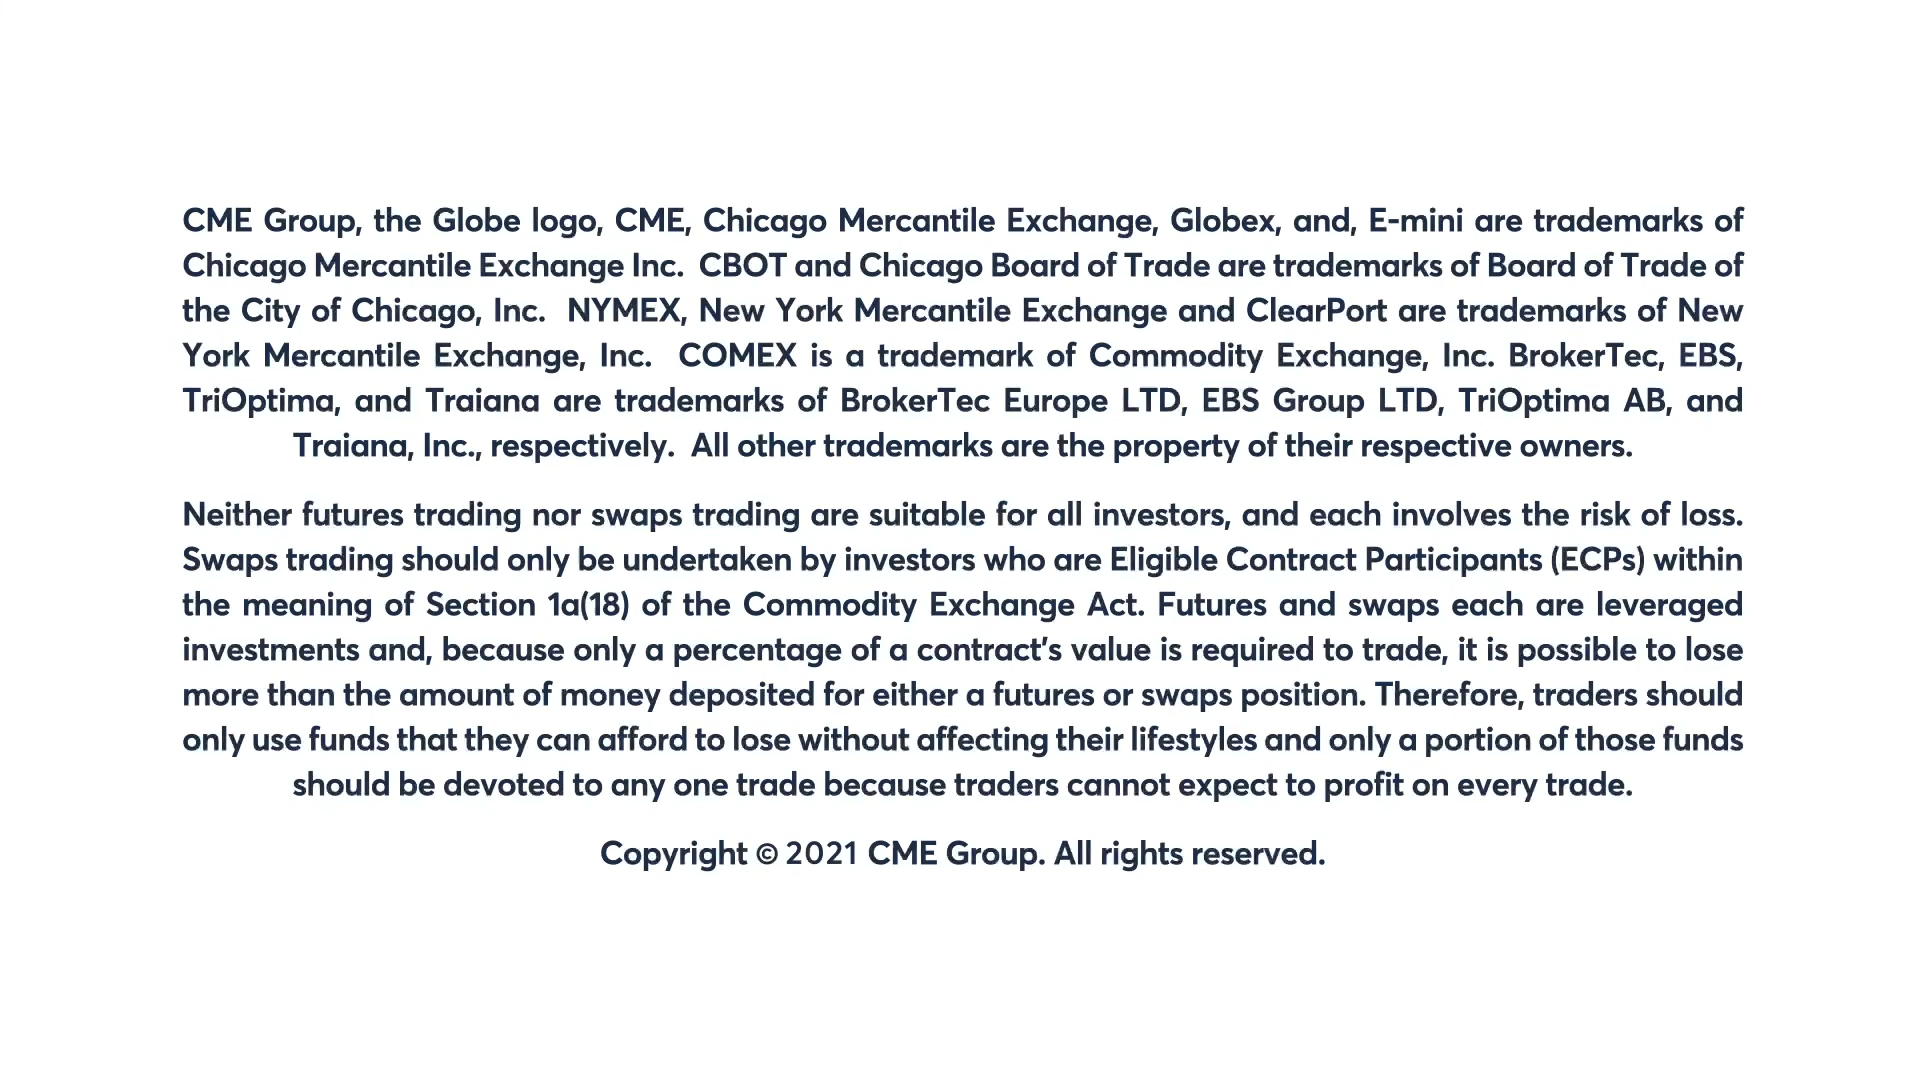 CME Group, the Globe logo, CME, Chicago Mercantile Exchange, Globex, and, E-mini are trademarks of
Chicago Mercantile Exchange Inc.  CBOT and Chicago Board of Trade are trademarks of Board of Trade of
the City of Chicago, Inc.  NYMEX, New York Mercantile Exchange and ClearPort are trademarks of New
York Mercantile Exchange, Inc.  COMEX is a trademark of Commodity Exchange, Inc. BrokerTec, EBS,
TriOptima, and Traiana are trademarks of BrokerTec Europe LTD, EBS Group LTD, TriOptima AB, and
Traiana, Inc., respectively.  All other trademarks are the property of their respective owners.
Neither futures trading nor swaps trading are suitable for all investors, and each involves the risk of loss.
Swaps trading should only be undertaken by investors who are Eligible Contract Participants (ECPs) within
the meaning of Section 1a(18) of the Commodity Exchange Act. Futures and swaps each are leveraged
investments and, because only a percentage of a contract's value is required to trade, it is possible to lose
more than the amount of money deposited for either a futures or swaps position. Therefore, traders should
only use funds that they can afford to lose without affecting their lifestyles and only a portion of those funds
should be devoted to any one trade because traders cannot expect to profit on every trade.
Copyright © 2021 CME Group. All rights reserved.